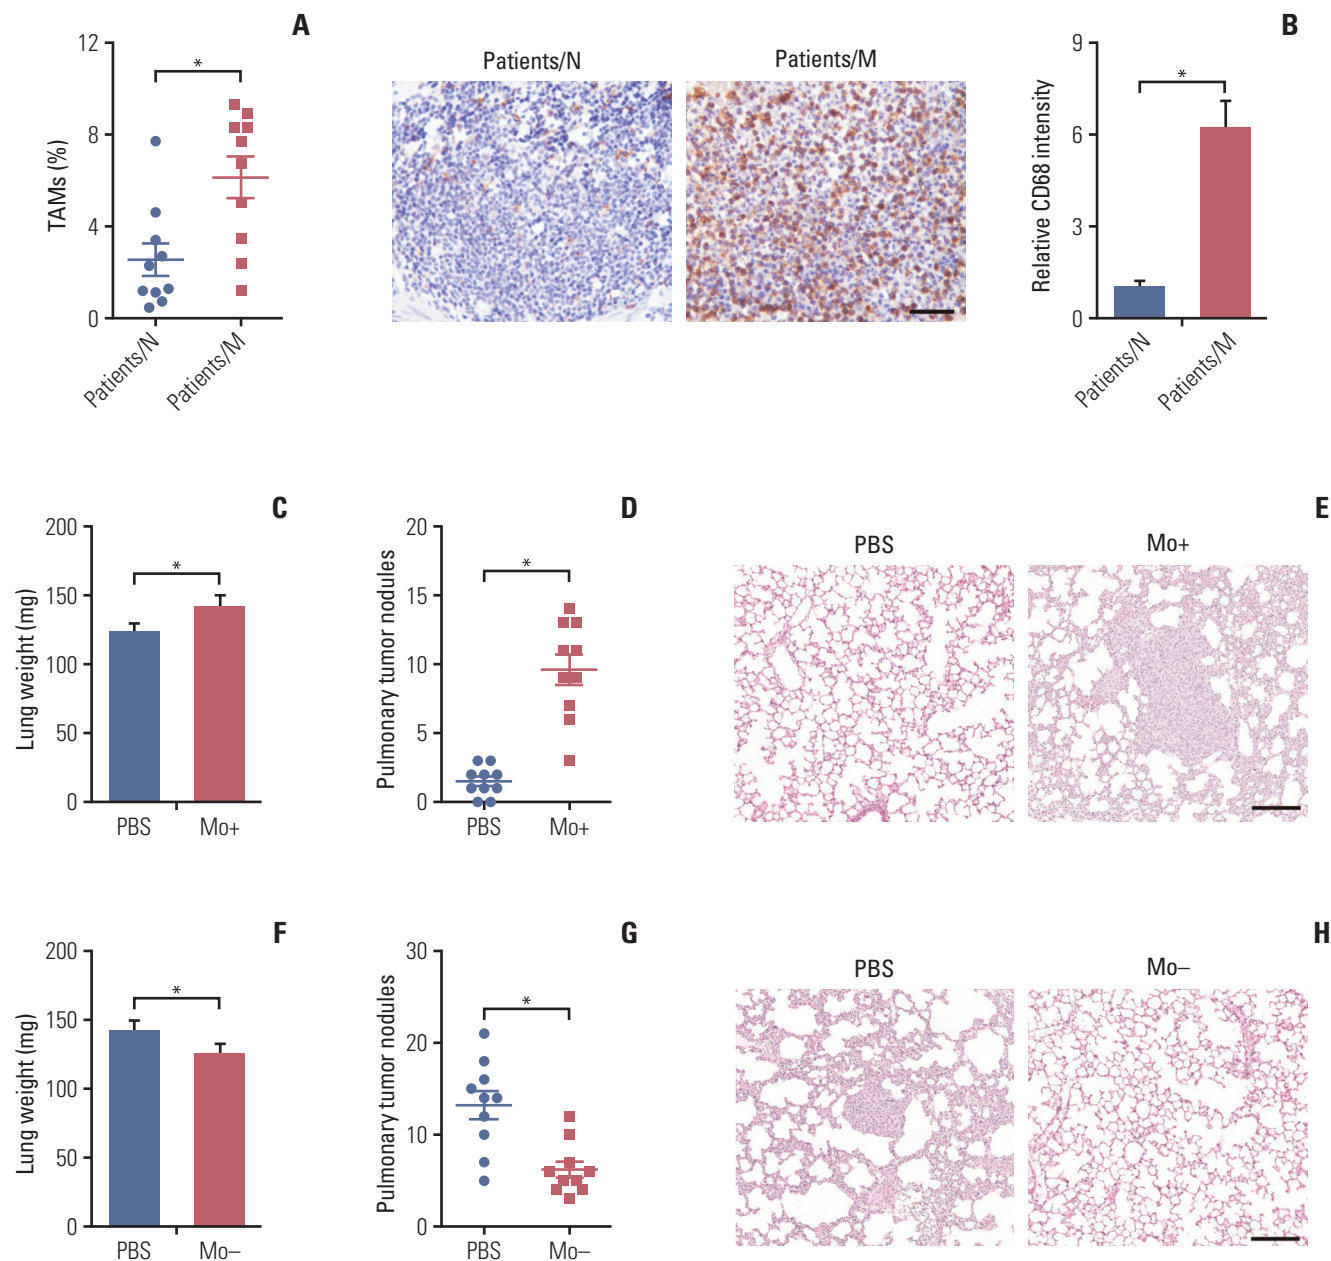 A
12
8
4
0
TAMs (%)
*
Patients/N
Patients/M
Patients/N
Patients/M
B
9
6
3
0
Relative CD68 intensity
*
Patients/N
Patients/M
C
200
150
100
50
0
Lung weight (mg)
*
PBS
Mo+
D
20
15
10
5
0
Pulmonary tumor nodules
*
PBS
Mo+
E
PBS
Mo+
F
200
150
100
50
0
Lung weight (mg)
*
PBS
Mo–
G
30
20
10
0
Pulmonary tumor nodules
*
PBS
Mo–
H
PBS
Mo–